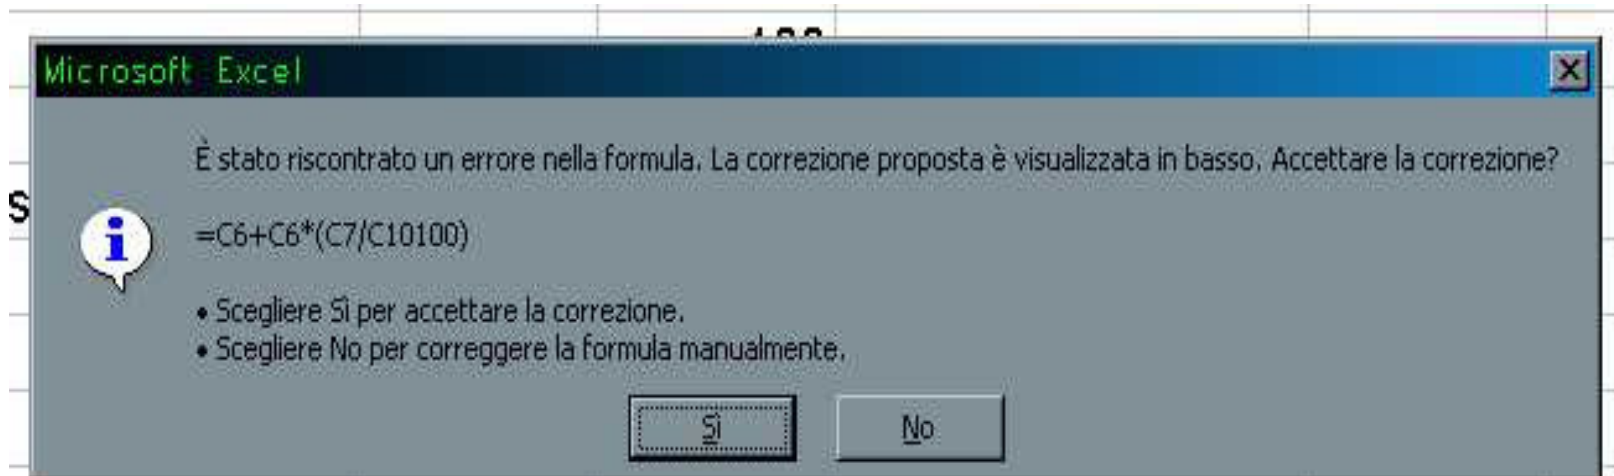 Microsoft Excel
È stato riscontrato un errore nella formula. La correzione proposta è visualizzata in basso. Accettare la correzione?
S
=C6+C6*(C7/C10100)
• Scegliere Sì per accettare la correzione.
• Scegliere No per correggere la formula manualmente.
Sì No